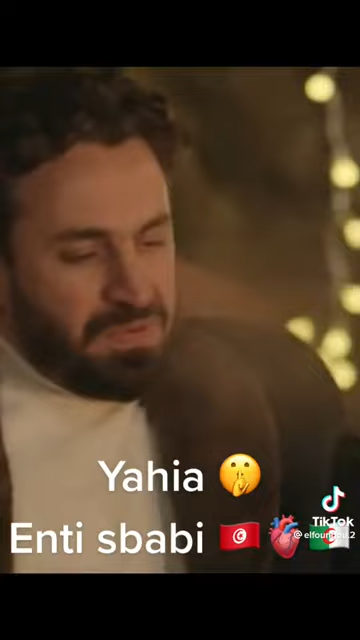 Yahia 🤫
Enti sbabi 🇹🇳 🫀 🇩🇿
TikTok